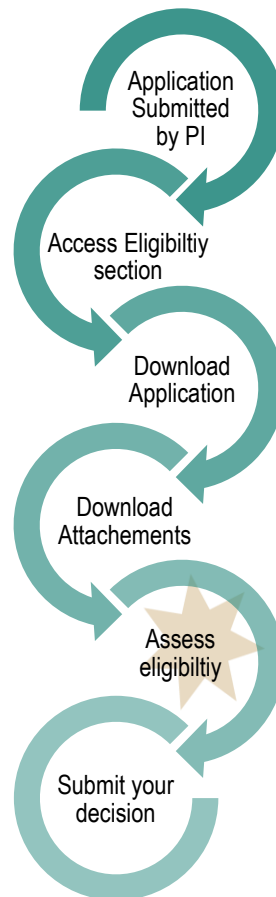 Application
Submitted
by PI
Access Eligibiltiy
section
Download
Application
Download
Attachements
Assess
eligibiltiy
Submit your
decision